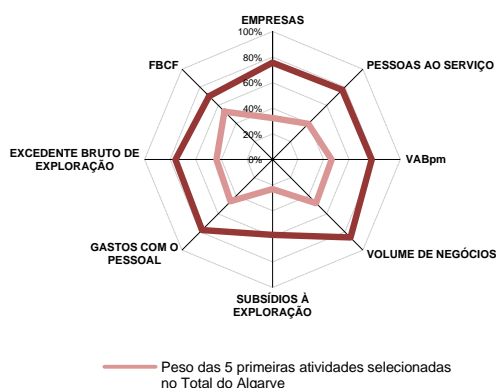 EMPRESAS
100%
80%
60%
40%
20%
0%
PESSOAS AO SERVIÇO
VABpm
VOLUME DE NEGÓCIOS
SUBSÍDIOS À
EXPLORAÇÃO
GASTOS COM O
PESSOAL
EXCEDENTE BRUTO DE
EXPLORAÇÃO
FBCF
Peso das 5 primeiras atividades selecionadas
no Total do Algarve